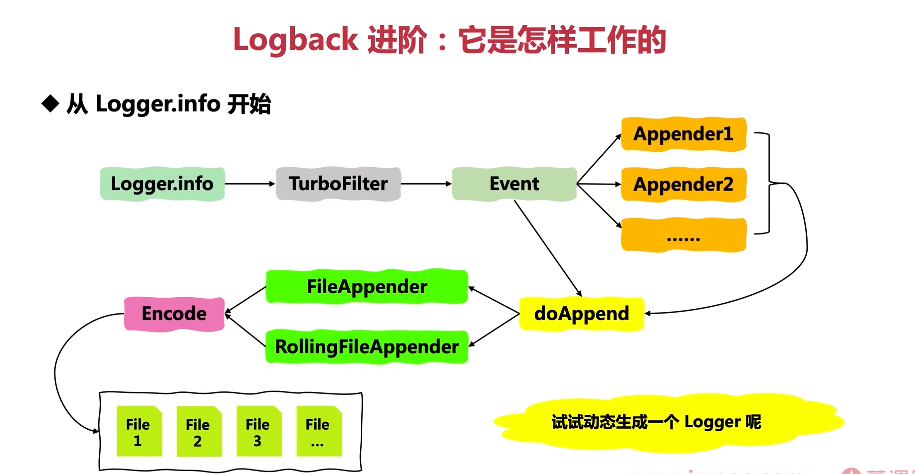 Logback 进阶：它是怎样工作的
◆ 从 Logger.info 开始
Logger.info
TurboFilter
Event
Appender1
Appender2
......
FileAppender
Encode
doAppend
RollingFileAppender
File
1
File
2
File
3
File
...
试试动态生成一个 Logger 呢